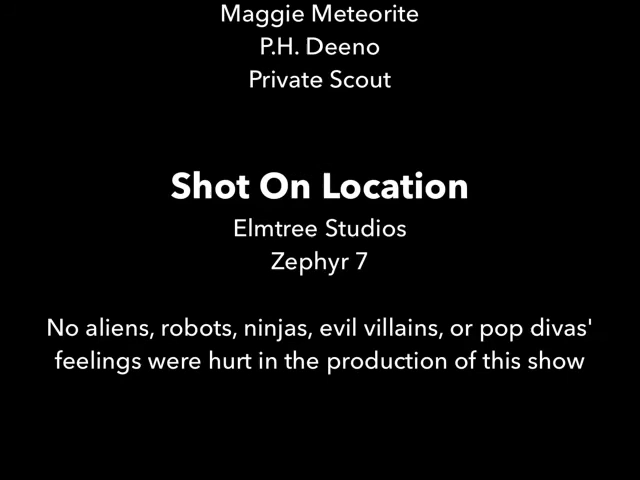 Maggie Meteorite
P.H. Deeno
Private Scout
Shot On Location
Elmtree Studios
Zephyr 7
No aliens, robots, ninjas, evil villains, or pop divas'
feelings were hurt in the production of this show